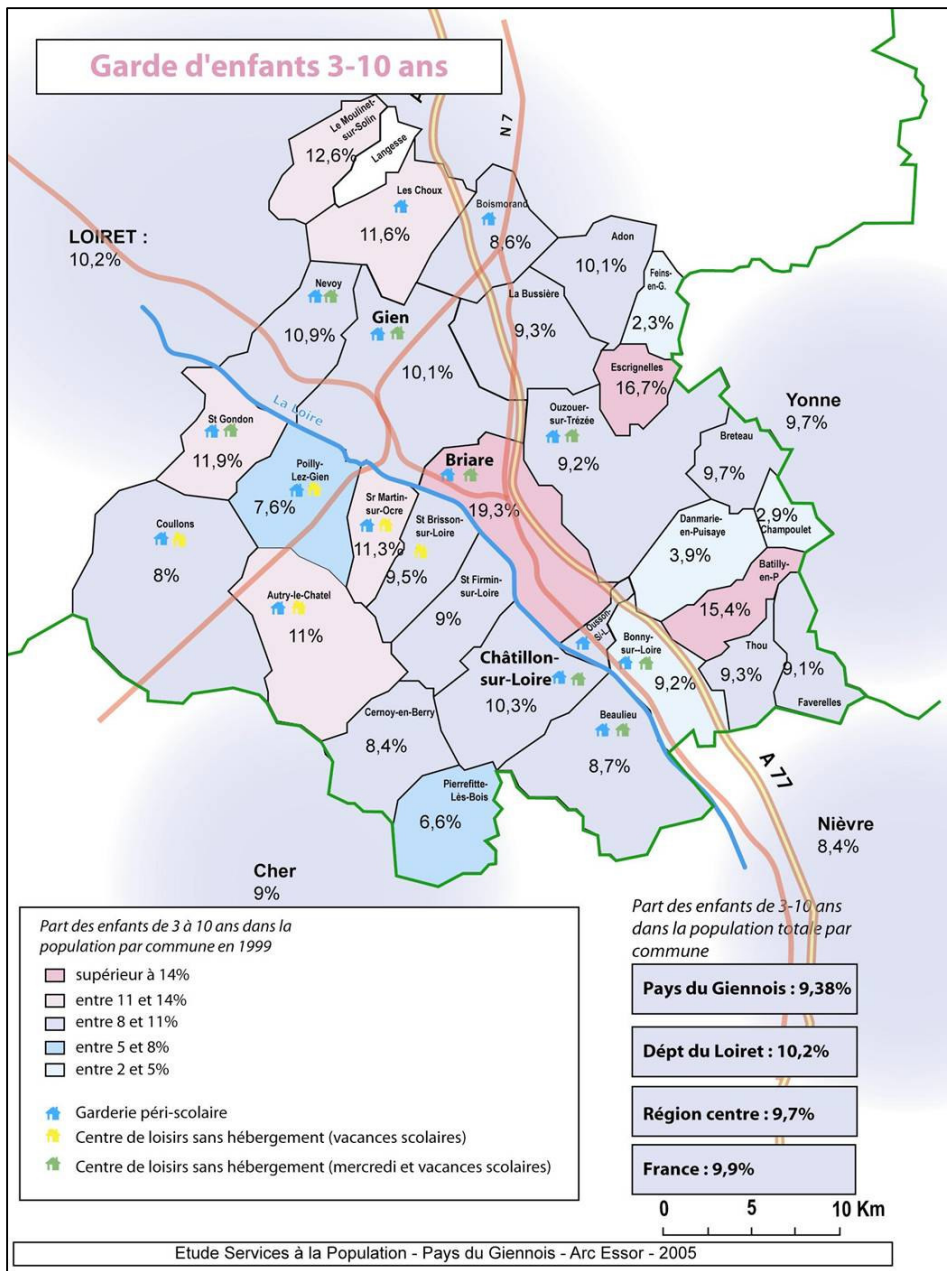 Garde d'enfants 3-10 ans
N 7
Le Moulinet-
sur-Solin
12,6%
Langesse
Les Choux
11,6%
Boismorand
8,6%
Adon
10,1%
Feins-
en-G.
2,3%
LOIRET :
10,2%
Nevoy
10,9%
Gien
10,1%
La Bussière
9,3%
Escrignelles
16,7%
Yonne
9,7%
La Loire
St Gondon
11,9%
Ouzouer-
sur-Trézée
9,2%
Breteau
9,7%
Briare
19,3%
Poilly-
Lez-Gien
7,6%
Sr Martin-
sur-Ocre
11,3%
St Brisson-
sur-Loire
9,5%
2,9%
Champoulet
Danmarie-
en-Puisaye
3,9%
Coullons
8%
Batilly-
en-P
15,4%
St Firmin-
sur-Loire
9%
Autry-le-Chatel
11%
Ousson-
S/-L
Bonny-
sur--Loire
9,2%
Thou
9,3%
9,1%
Faverelles
Châtillon-
sur-Loire
10,3%
Cernoy-en-Berry
8,4%
Beaulieu
8,7%
A 77
Pierrefitte-
Lès-Bois
6,6%
Nièvre
8,4%
Cher
9%
Part des enfants de 3 à 10 ans dans la
population par commune en 1999
supérieur à 14%
entre 11 et 14%
entre 8 et 11%
entre 5 et 8%
entre 2 et 5%
Garderie péri-scolaire
Centre de loisirs sans hébergement (vacances scolaires)
Centre de loisirs sans hébergement (mercredi et vacances scolaires)
Part des enfants de 3-10 ans
dans la population totale par
commune
Pays du Giennois : 9,38%
Dépt du Loiret : 10,2%
Région centre : 9,7%
France : 9,9%
0 5 10 Km
Etude Services à la Population - Pays du Giennois - Arc Essor - 2005